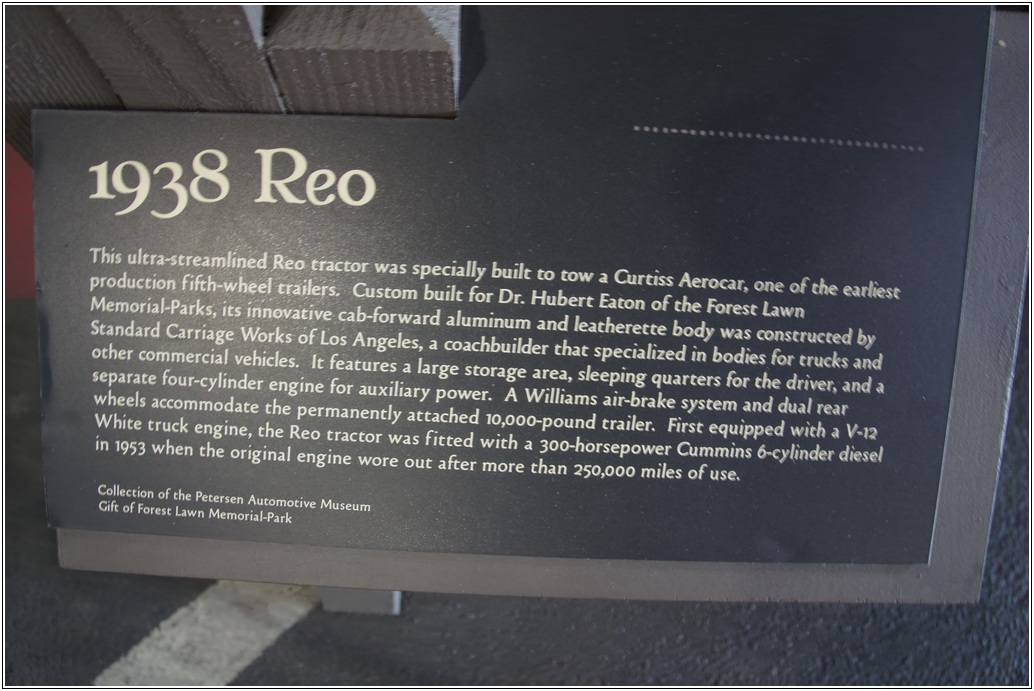 1938 Reo
This ultra-streamlined Reo tractor was specially built to tow a Curtiss Aerocar, one of the earliest
production fifth-wheel trailers. Custom built for Dr. Hubert Eaton of the Forest Lawn
Memorial-Parks, its innovative cab-forward aluminum and leatherette body was constructed by
Standard Carriage Works of Los Angeles, a coachbuilder that specialized in bodies for trucks and
other commercial vehicles. It features a large storage area, sleeping quarters for the driver, and a
separate four-cylinder engine for auxiliary power. A Williams air-brake system and dual rear
wheels accommodate the permanently attached 10,000-pound trailer. First equipped with a V-12
White truck engine, the Reo tractor was fitted with a 300-horsepower Cummins 6-cylinder diesel
in 1953 when the original engine wore out after more than 250,000 miles of use.
Collection of the Petersen Automotive Museum
Gift of Forest Lawn Memorial-Park